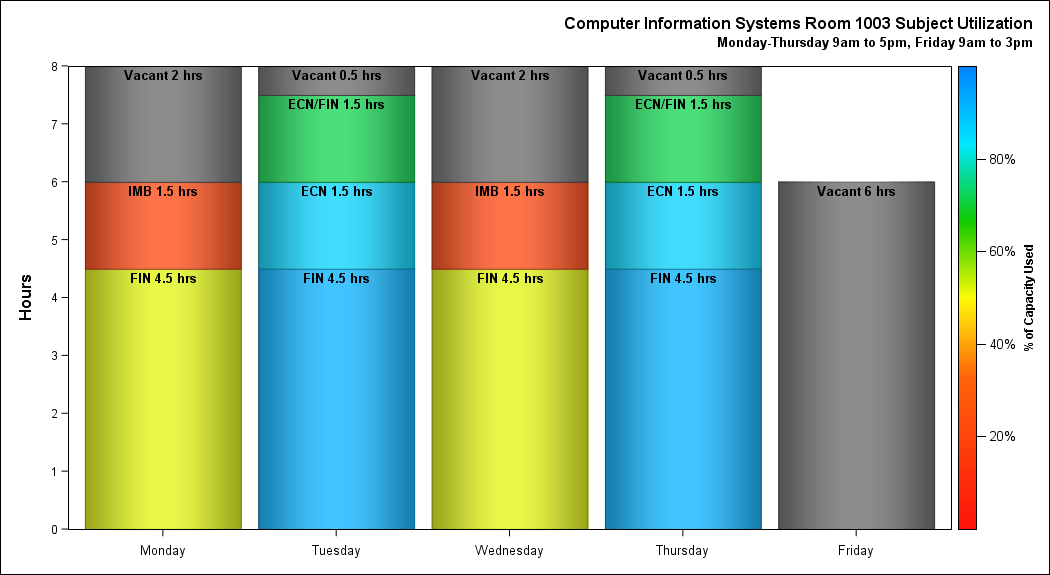 Computer Information Systems Room 1003 Subject Utilization
Monday-Thursday 9am to 5pm, Friday 9am to 3pm
8
7
6
5
4
3
2
1
0
Hours
Vacant 2 hrs
IMB 1.5 hrs
FIN 4.5 hrs
Vacant 0.5 hrs
ECN/FIN 1.5 hrs
ECN 1.5 hrs
FIN 4.5 hrs
Vacant 2 hrs
IMB 1.5 hrs
FIN 4.5 hrs
Vacant 0.5 hrs
ECN/FIN 1.5 hrs
ECN 1.5 hrs
FIN 4.5 hrs
Vacant 6 hrs
Monday
Tuesday
Wednesday
Thursday
Friday
80%
60%
40%
20%
% of Capacity Used